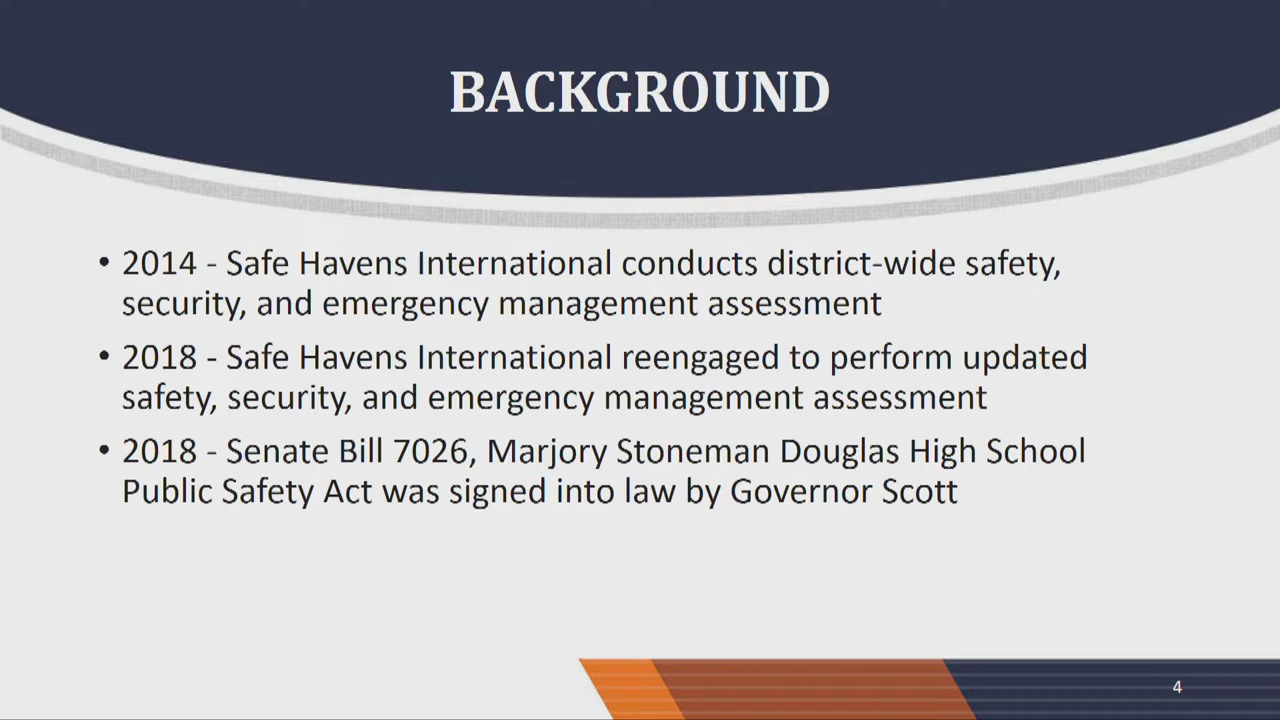 BACKGROUND
• 2014 - Safe Havens International conducts district-wide safety,
security, and emergency management assessment
• 2018 - Safe Havens International reengaged to perform updated
safety, security, and emergency management assessment
• 2018 - Senate Bill 7026, Marjory Stoneman Douglas High School
Public Safety Act was signed into law by Governor Scott
4